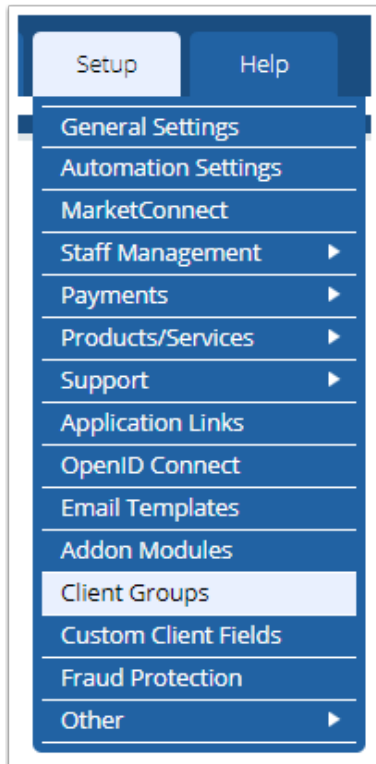 Setup Help
General Settings
Automation Settings
MarketConnect
Staff Management
Payments
Products/Services
Support
Application Links
OpenID Connect
Email Templates
Addon Modules
Client Groups
Custom Client Fields
Fraud Protection
Other